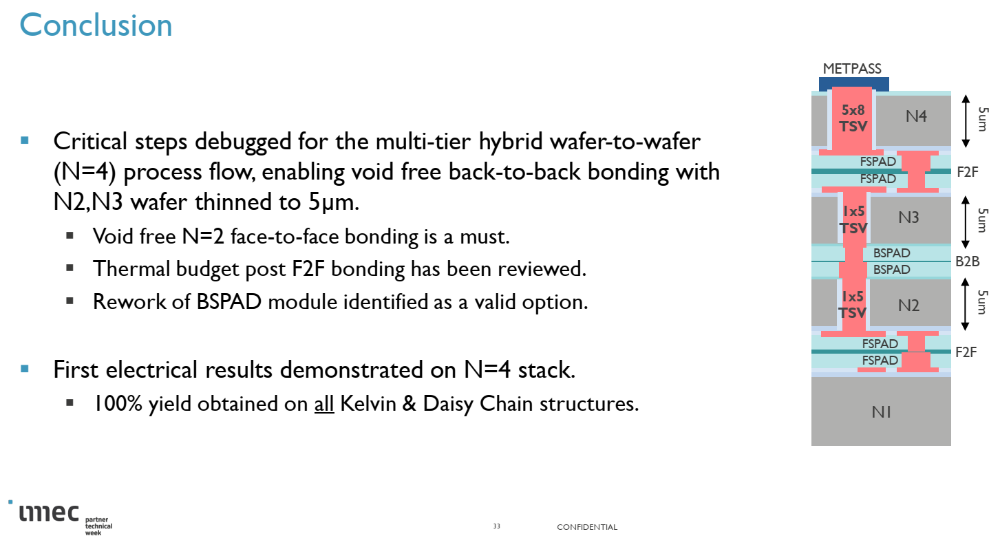 Conclusion
Critical steps debugged for the multi-tier hybrid wafer-to-wafer
(N=4) process flow, enabling void free back-to-back bonding with
N2,N3 wafer thinned to 5µm.
Void free N=2 face-to-face bonding is a must.
Thermal budget post F2F bonding has been reviewed.
Rework of BSPAD module identified as a valid option.
First electrical results demonstrated on N=4 stack.
100% yield obtained on all Kelvin & Daisy Chain structures.
METPASS
5x8
TSV
N4
5um
FSPAD
FSPAD
F2F
1x5
TSV
N3
5um
BSPAD
BSPAD
B2B
1x5
TSV
N2
5um
FSPAD
FSPAD
F2F
N1
imec
partner
technical
week
33
CONFIDENTIAL